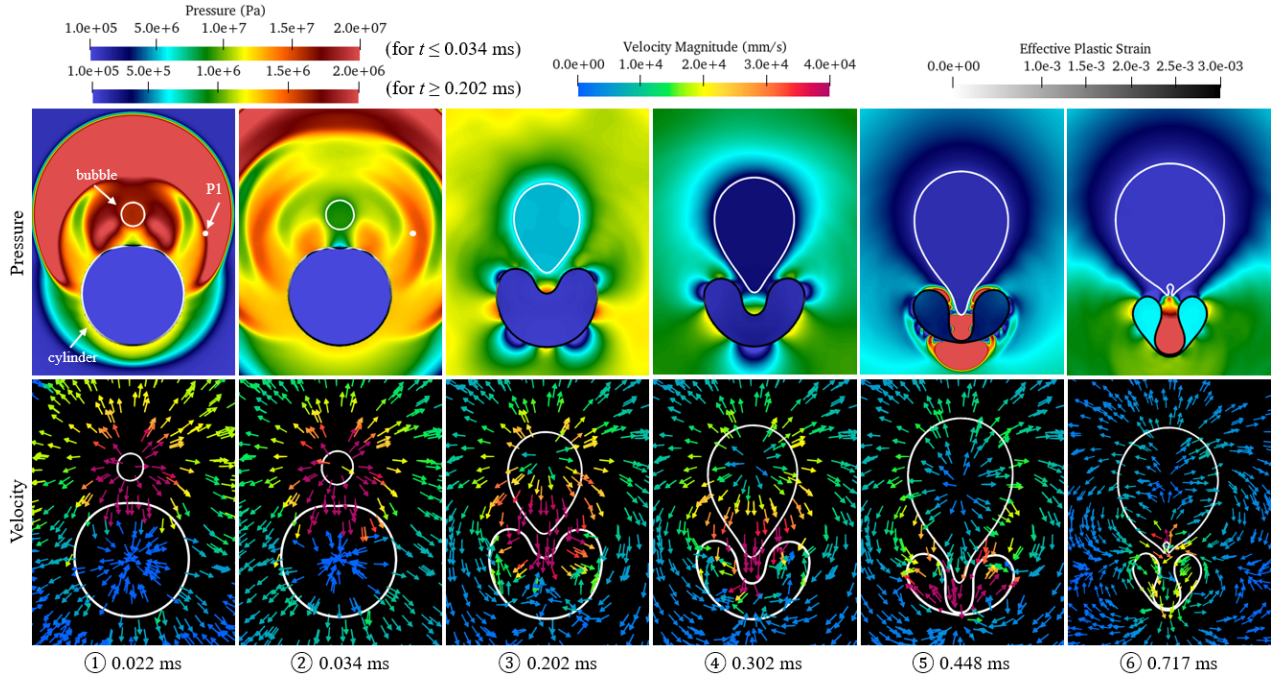 Pressure (Pa)
1.0e+05 5.0e+6 1.0e+7 1.5e+7 2.0e+07
(for t ≤ 0.034 ms)
1.0e+05 5.0e+5 1.0e+6 1.5e+6 2.0e+06
(for t ≥ 0.202 ms)
Velocity Magnitude (mm/s)
0.0e+00 1.0e+4 2.0e+4 3.0e+4 4.0e+04
Effective Plastic Strain
0.0e+00 1.0e-3 1.5e-3 2.0e-3 2.5e-3 3.0e-03
Pressure
bubble
P1
cylinder
Velocity
① 0.022 ms ② 0.034 ms ③ 0.202 ms ④ 0.302 ms ⑤ 0.448 ms ⑥ 0.717 ms